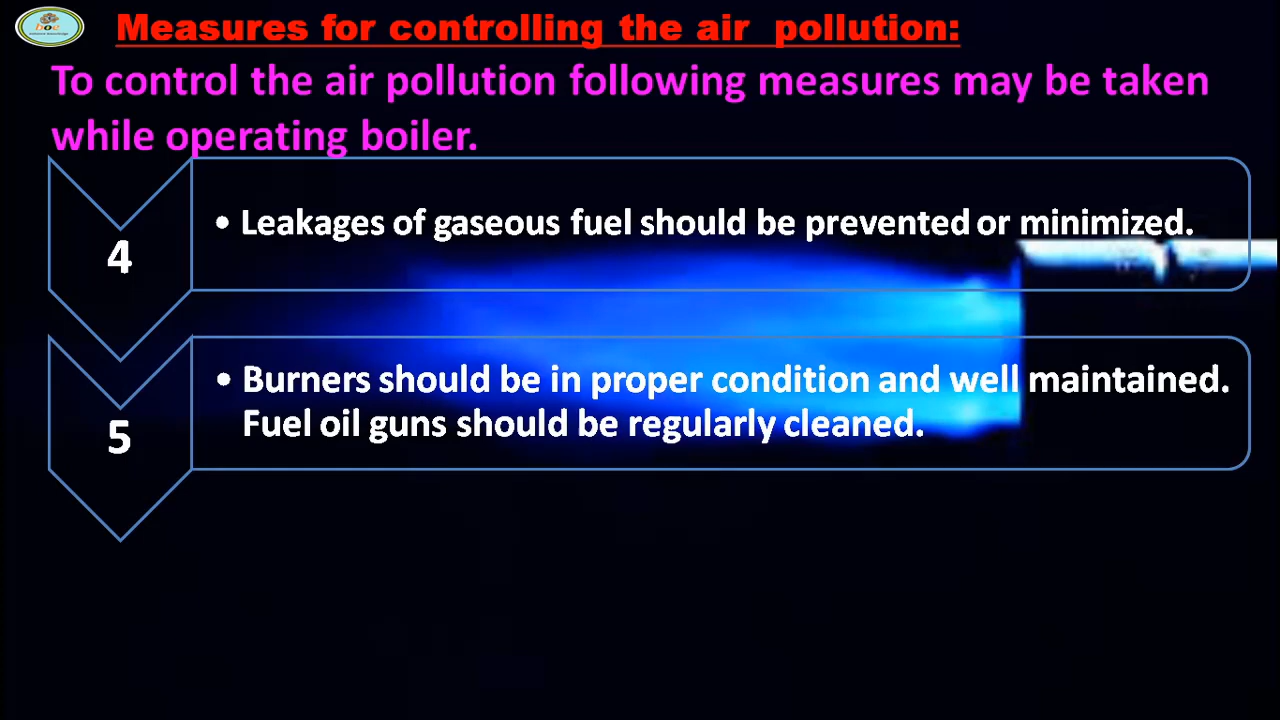 Measures for controlling the air pollution:
To control the air pollution following measures may be taken
while operating boiler.
4
• Leakages of gaseous fuel should be prevented or minimized.
5
• Burners should be in proper condition and well maintained.
Fuel oil guns should be regularly cleaned.